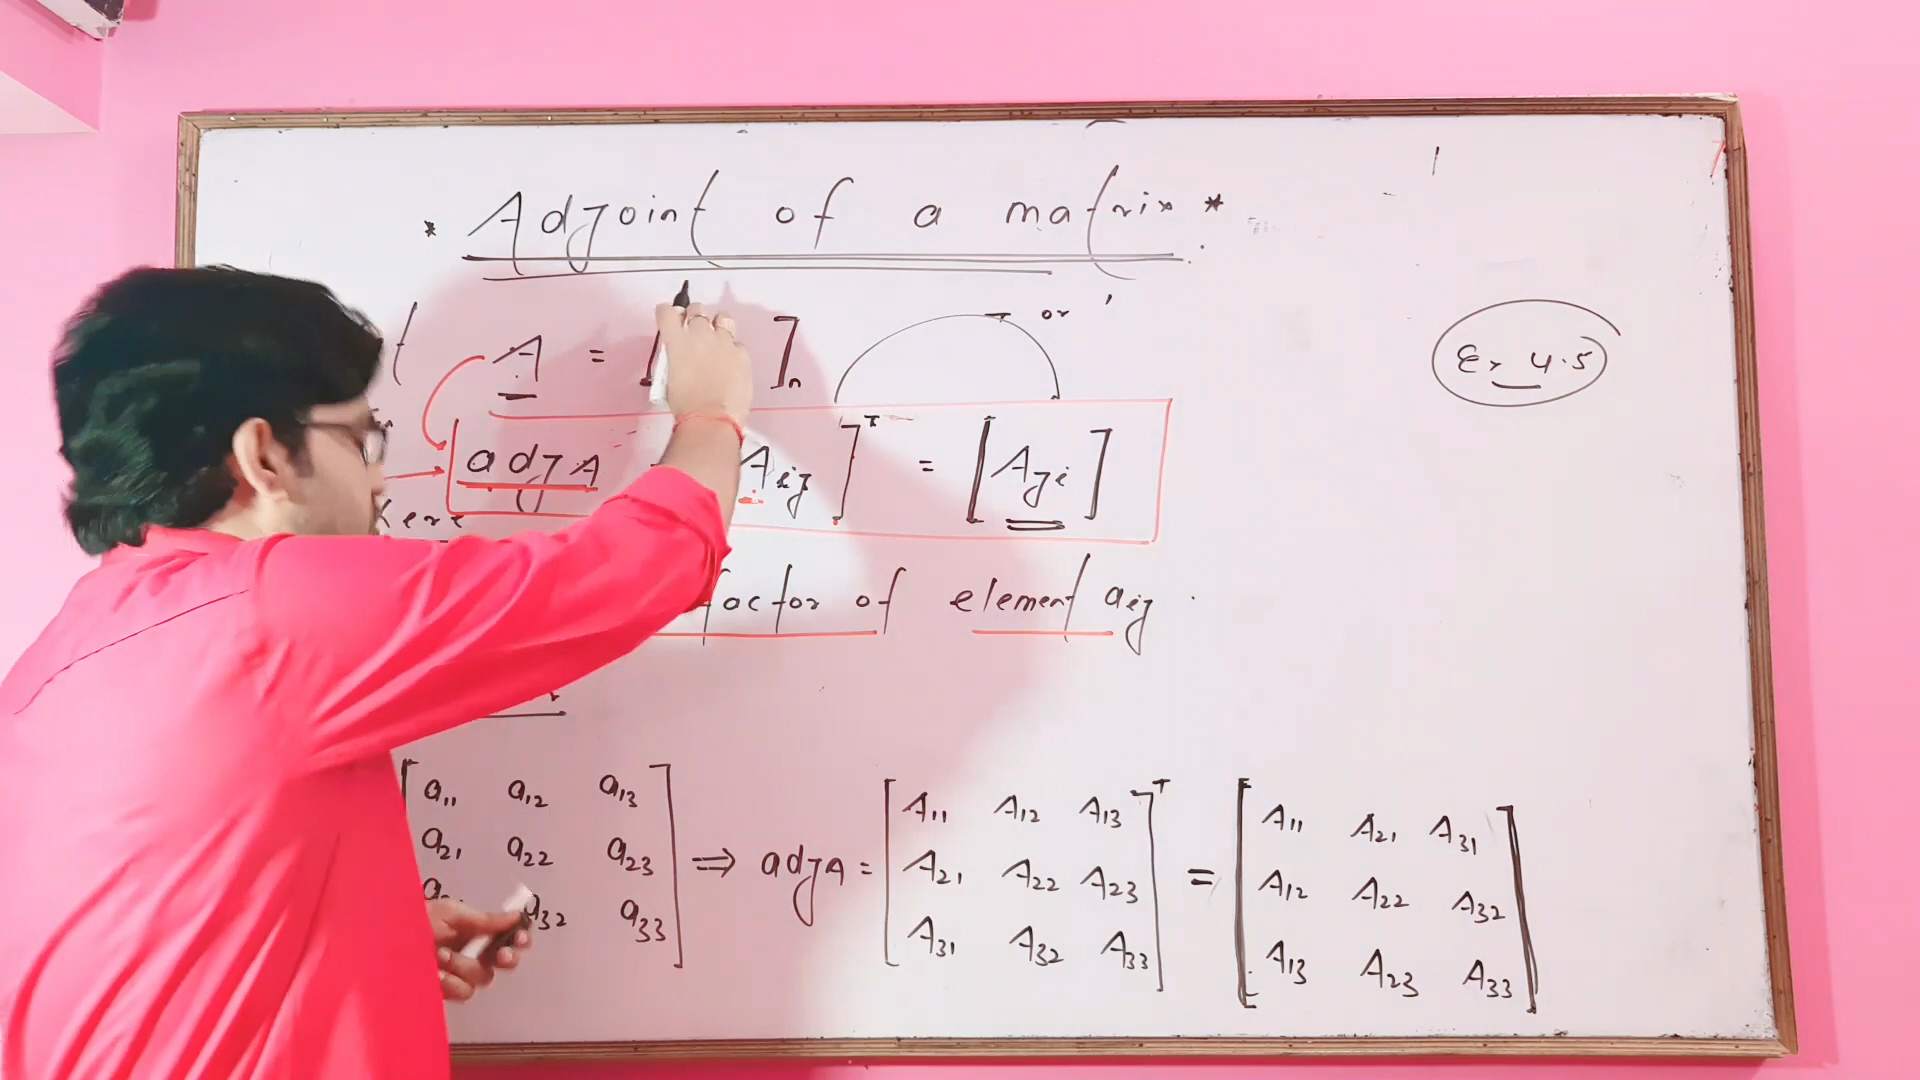 * Adjoint of a matrix *
A = [ ]n
T or '
Ex 4.5
adjA [Aij]^T = [Aji]
factor of element aij .
[a11 a12 a13 ⇒ adjA = [A11 A12 A13]^T = [A11 A21 A31
a21 a22 a23 A21 A22 A23 A12 A22 A32
a32 a33] A31 A32 A33 A13 A23 A33]